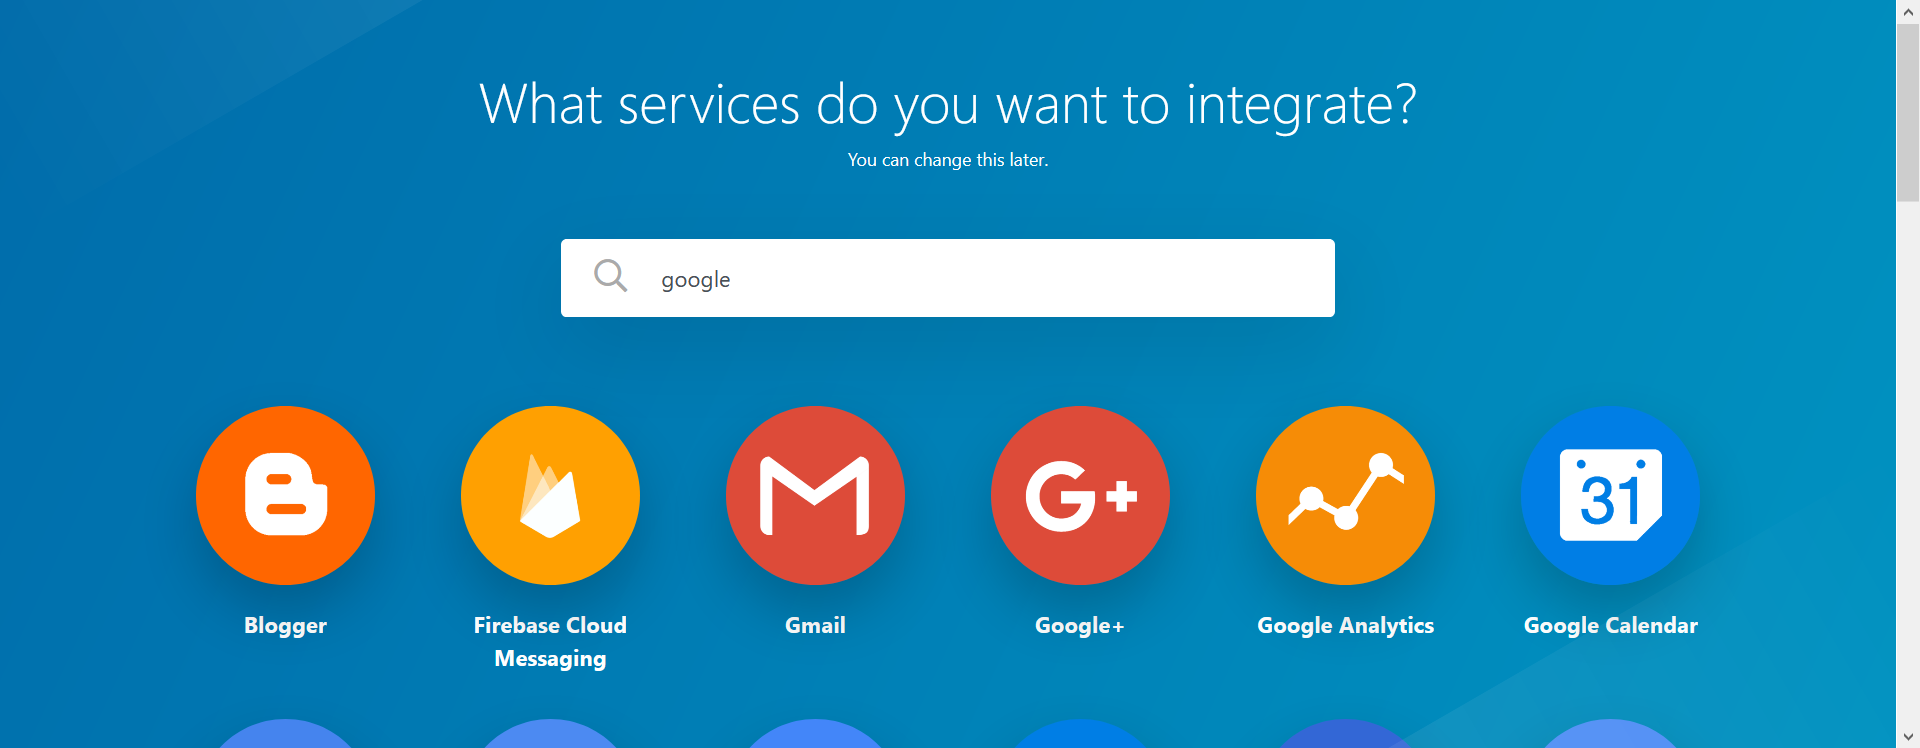 What services do you want to integrate?
You can change this later.
google
G+
31
Blogger
Firebase Cloud
Messaging
Gmail
Google+
Google Analytics
Google Calendar